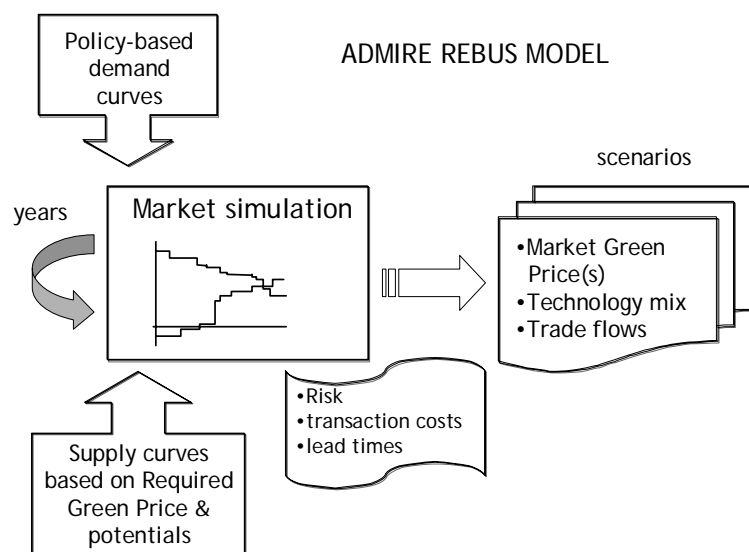 Policy-based
demand
curves
ADMIRE REBUS MODEL
scenarios
years
Market simulation
•Market Green
Price(s)
•Technology mix
•Trade flows
•Risk
•transaction costs
•lead times
Supply curves
based on Required
Green Price &
potentials